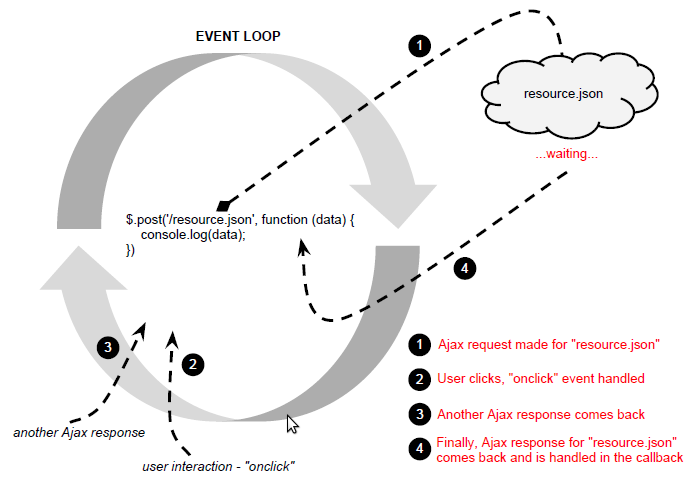 EVENT LOOP
1
resource.json
...waiting...
$.post('/resource.json', function (data) {
console.log(data);
})
4
3
2
another Ajax response
user interaction - "onclick"
1 Ajax request made for "resource.json"
2 User clicks, "onclick" event handled
3 Another Ajax response comes back
4 Finally, Ajax response for "resource.json"
comes back and is handled in the callback